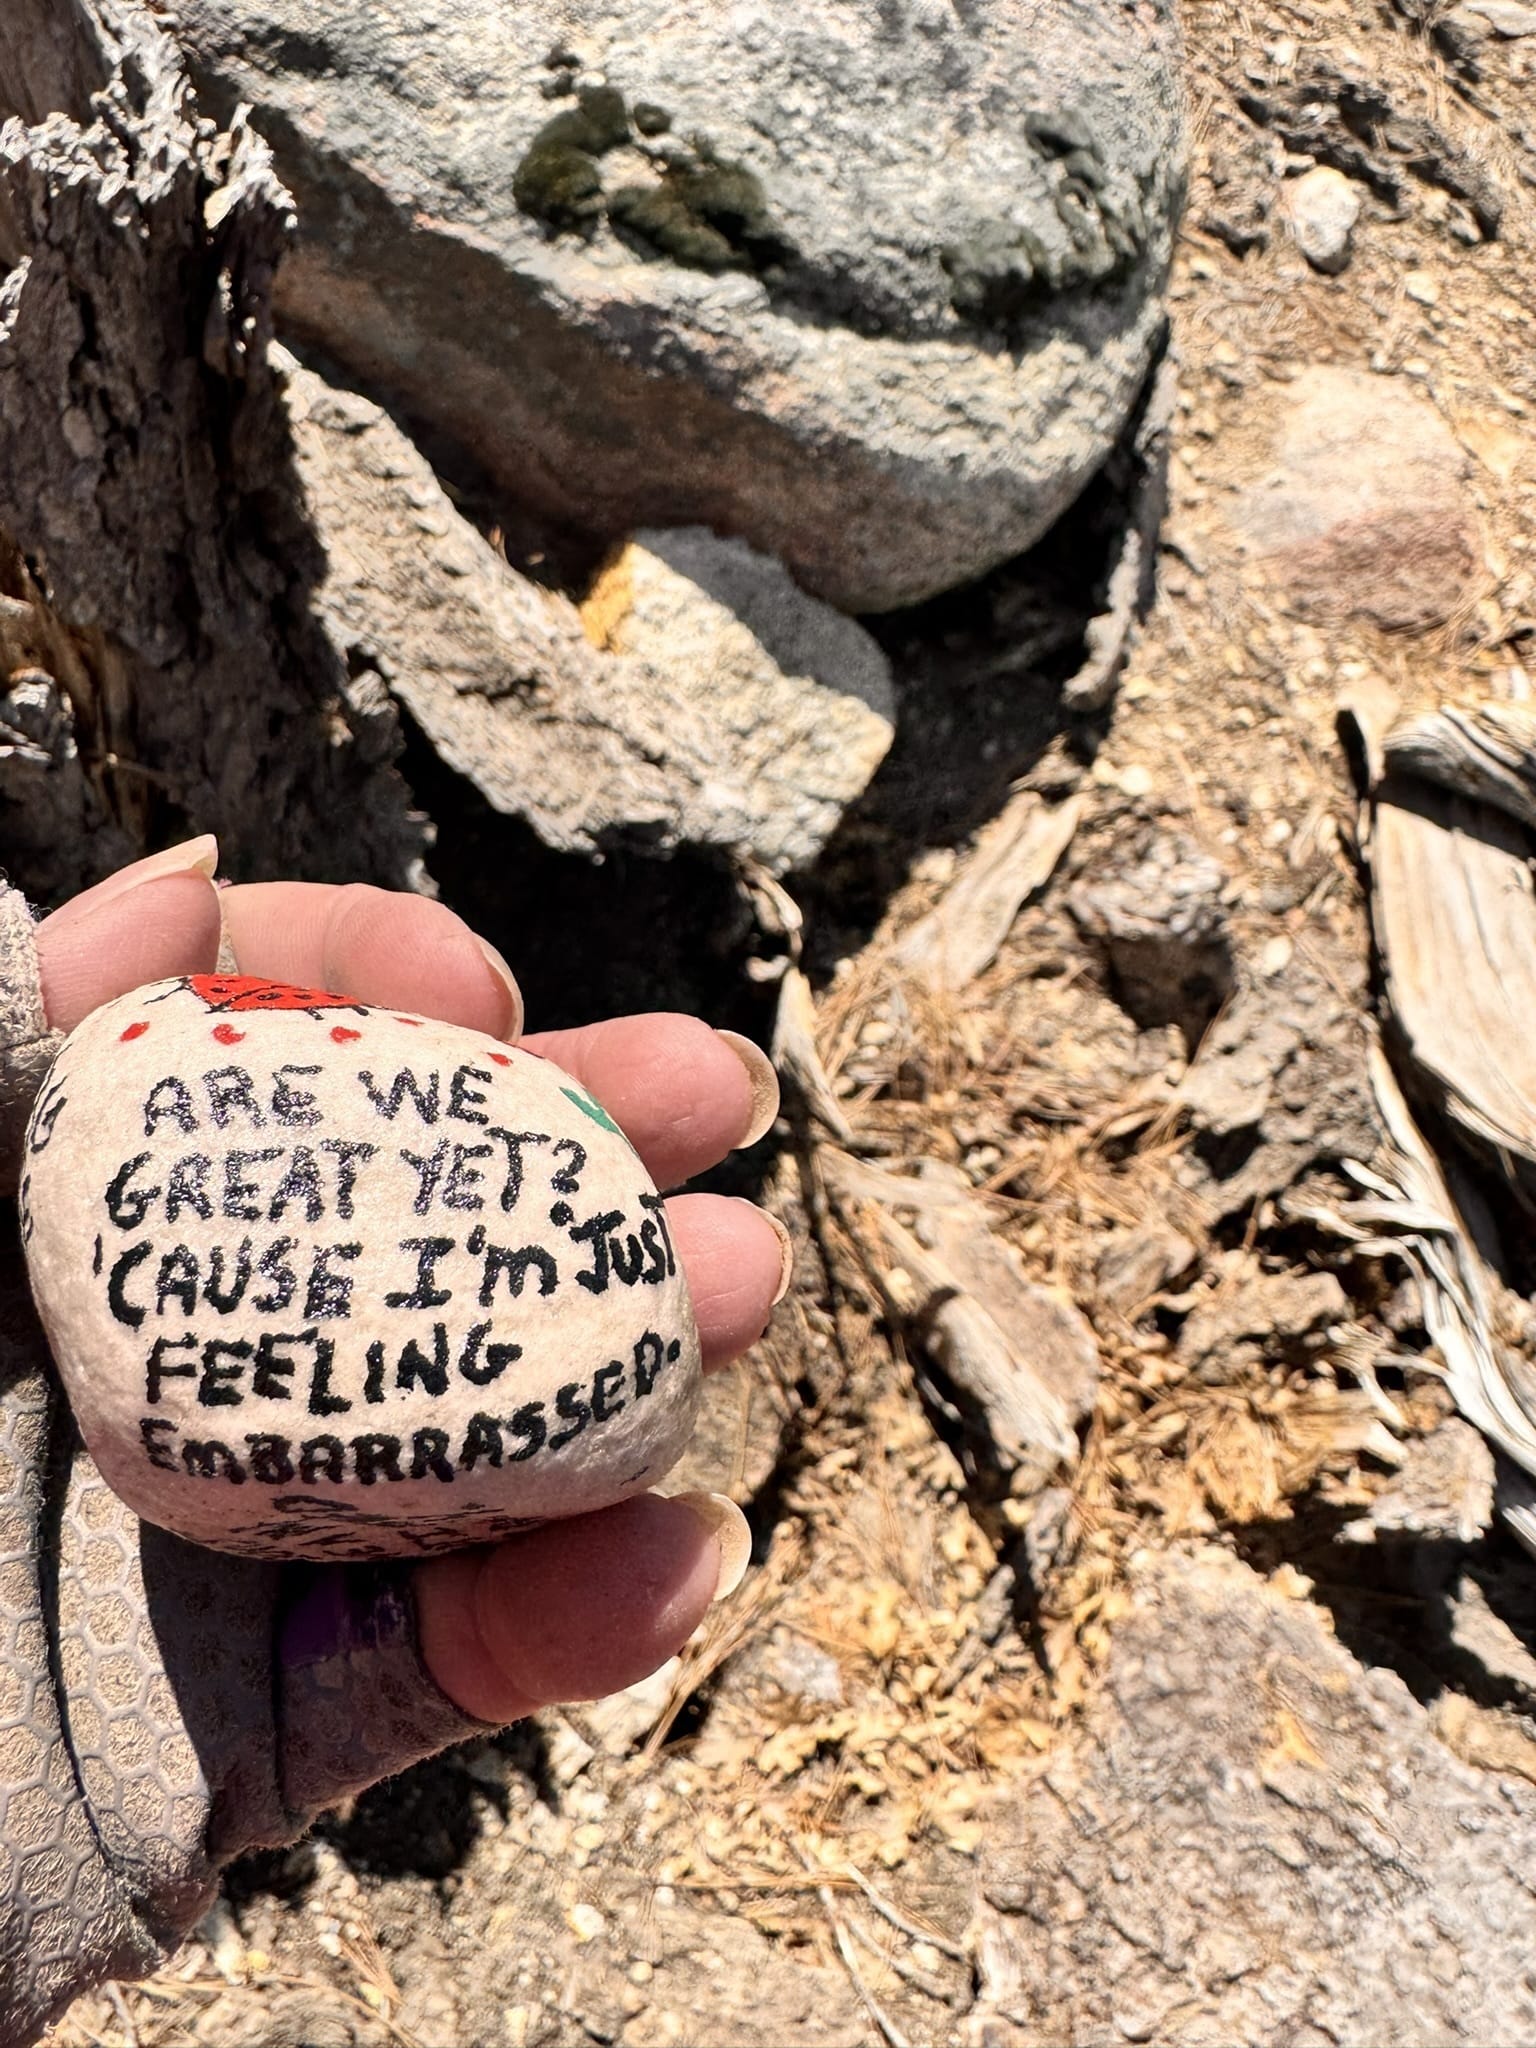 ARE WE
GREAT YET?
'CAUSE I'm JUST
FEELING
EmBARRASSED.